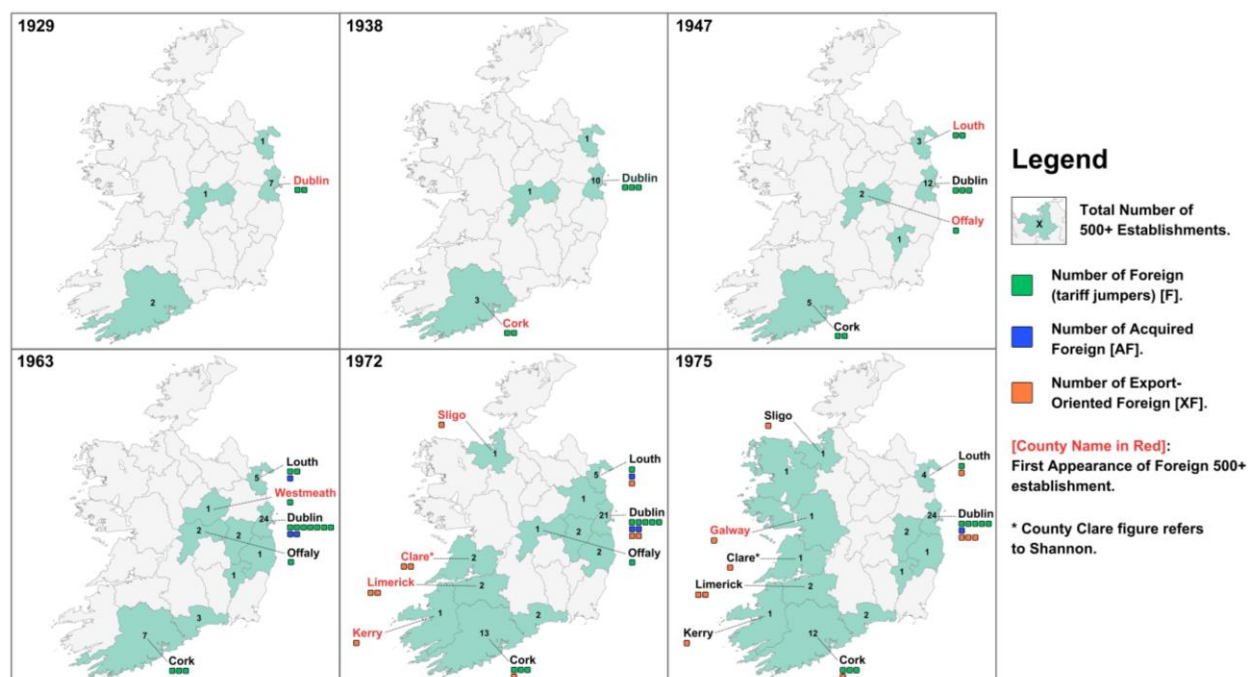 1929
1
Dublin
7
1
2
1938
1
Dublin
10
1
3
Cork
1947
Louth
3
Dublin
12
2
Offaly
1
5
Cork
1963
Louth
5
Westmeath
1
Dublin
24
2
2
Offaly
1
1
3
7
Cork
1972
Sligo
1
Louth
5
1
Dublin
21
1
2
Offaly
2
Clare*
2
Limerick
2
Kerry
1
2
13
Cork
1975
Sligo
1
1
Louth
4
Dublin
24
Galway
1
2
Clare*
1
1
Limerick
2
1
Kerry
1
2
12
Cork
Legend
X
Total Number of
500+ Establishments.
Number of Foreign
(tariff jumpers) [F].
Number of Acquired
Foreign [AF].
Number of Export-
Oriented Foreign [XF].
[County Name in Red]:
First Appearance of Foreign 500+
establishment.
* County Clare figure refers
to Shannon.